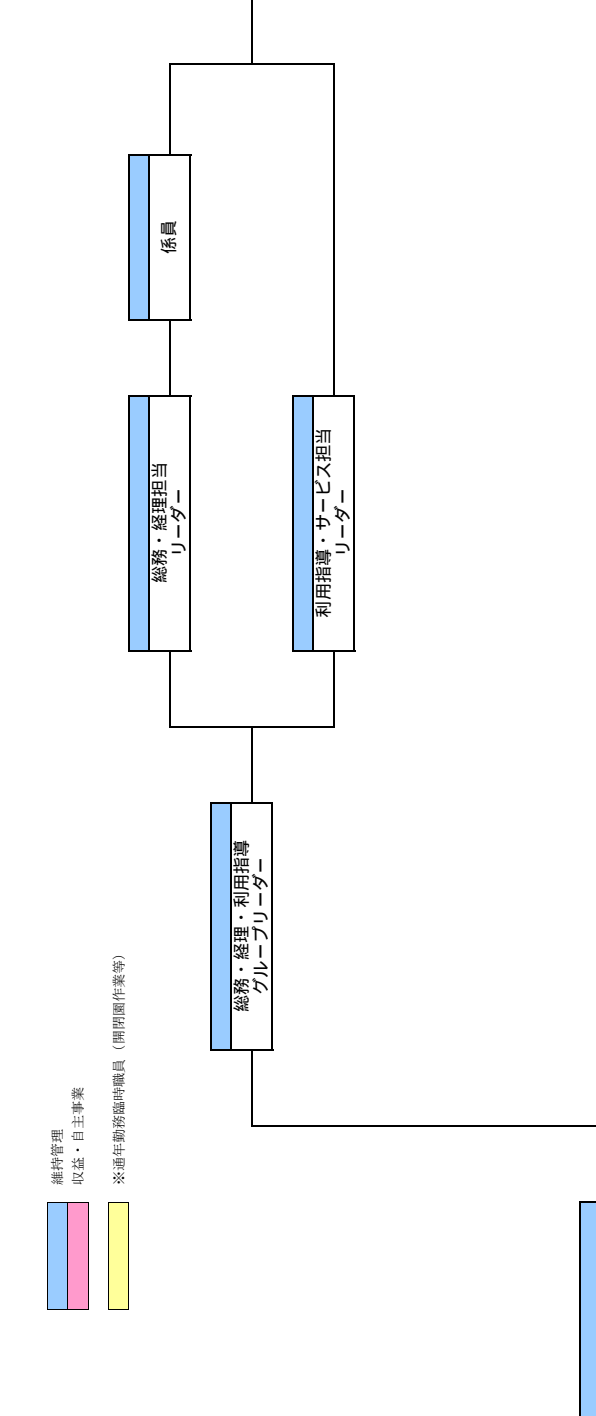 維持管理
収益・自主事業
※通年勤務臨時職員（開閉園作業等）
総務・経理・利用指導
グループリーダー
総務・経理担当
リーダー
係員
利用指導・サービス担当
リーダー